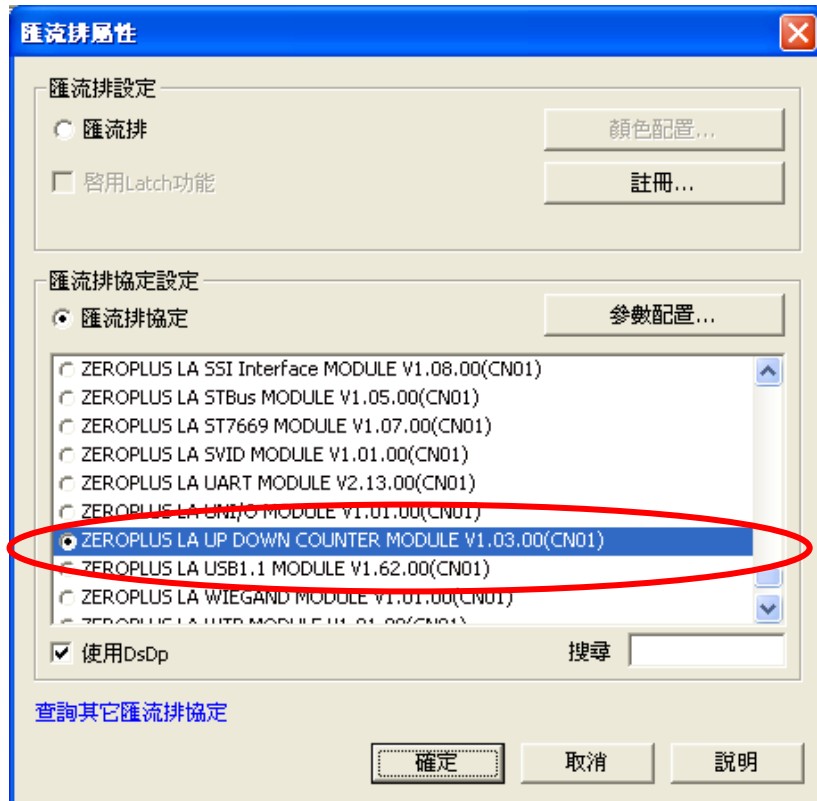 匯流排屬性
匯流排設定
匯流排
顏色配置...
啓用Latch功能
註冊...
匯流排協定設定
匯流排協定
參數配置...
ZEROPLUS LA SSI Interface MODULE V1.08.00(CN01)
ZEROPLUS LA STBus MODULE V1.05.00(CN01)
ZEROPLUS LA ST7669 MODULE V1.07.00(CN01)
ZEROPLUS LA SVID MODULE V1.01.00(CN01)
ZEROPLUS LA UART MODULE V2.13.00(CN01)
ZEROPLUS LA UNI/O MODULE V1.01.00(CN01)
ZEROPLUS LA UP DOWN COUNTER MODULE V1.03.00(CN01)
ZEROPLUS LA USB1.1 MODULE V1.62.00(CN01)
ZEROPLUS LA WIEGAND MODULE V1.01.00(CN01)
使用DsDp
搜尋
查詢其它匯流排協定
確定
取消
說明